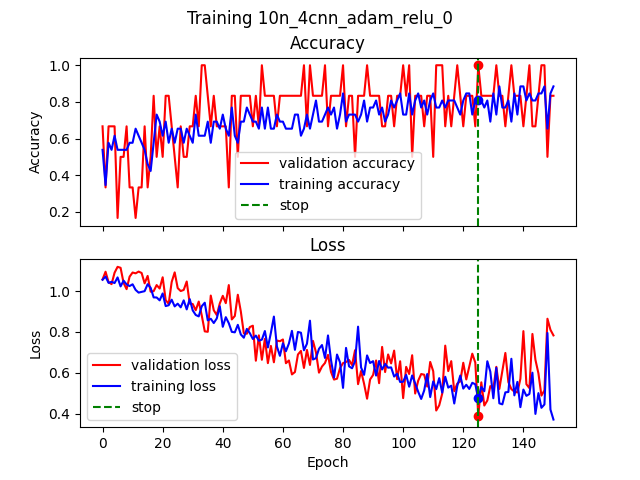 Training 10n_4cnn_adam_relu_0
Accuracy
1.0
0.8
0.6
0.4
0.2
Accuracy
validation accuracy
training accuracy
stop
Loss
1.0
0.8
0.6
0.4
Loss
validation loss
training loss
stop
0 20 40 60 80 100 120 140
Epoch